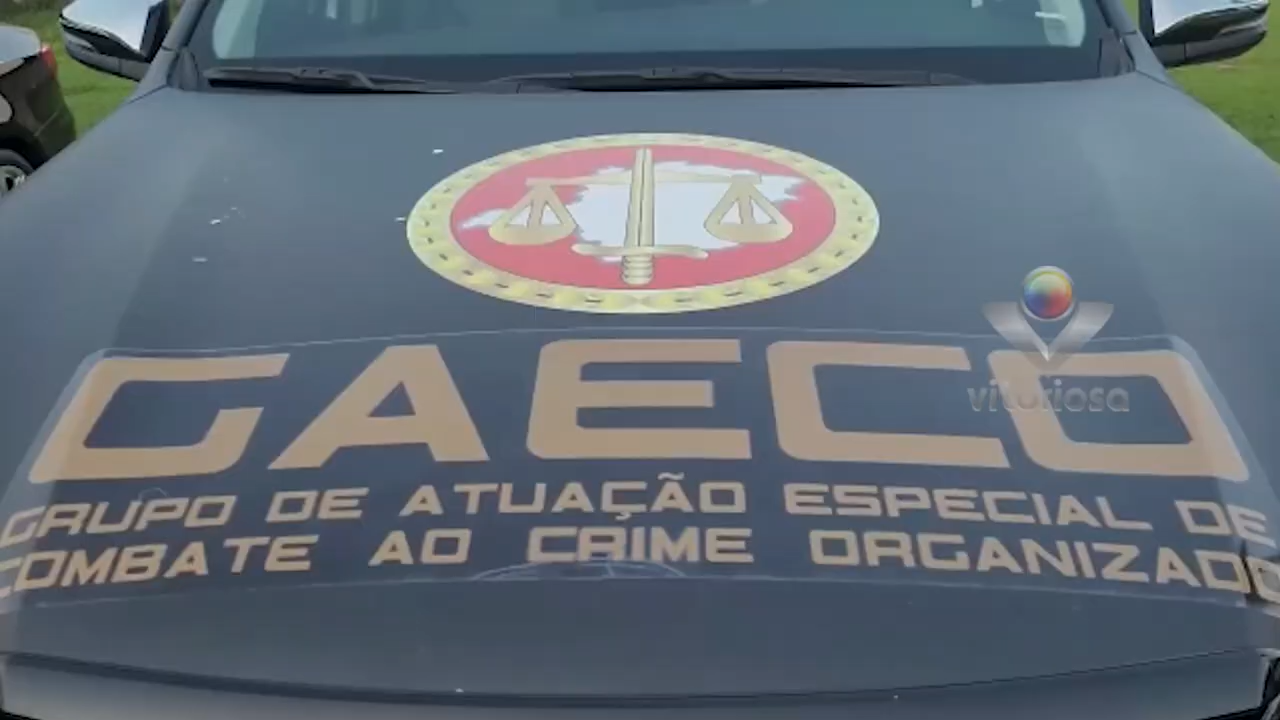 GAECO
vitoriosa
GRUPO DE ATUAÇÃO ESPECIAL DE
COMBATE AO CRIME ORGANIZADO